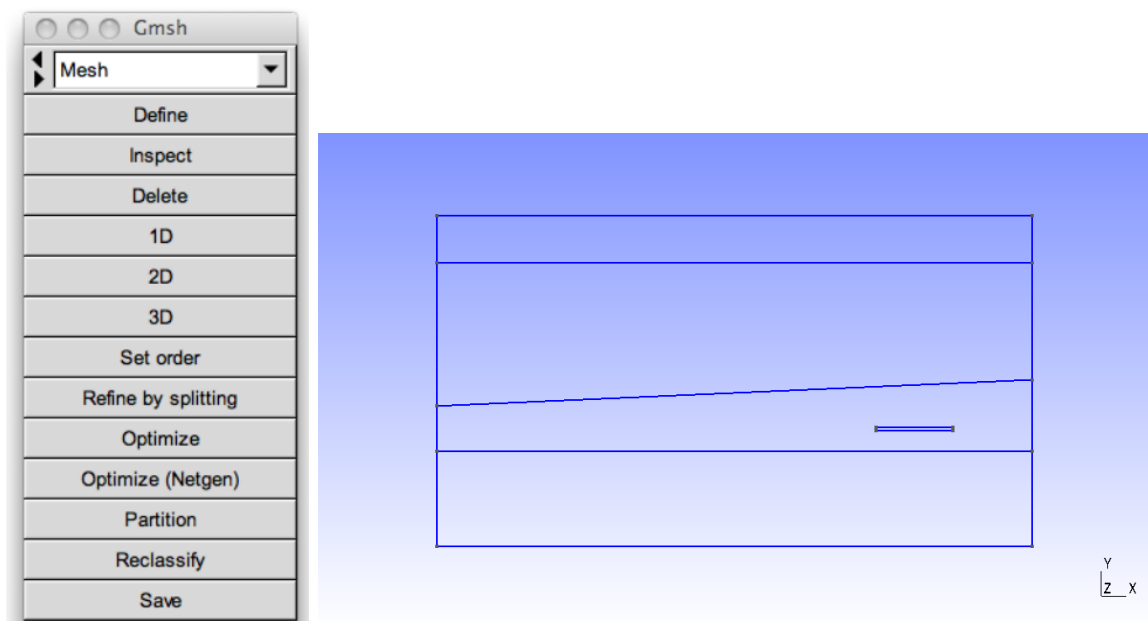 Gmsh
Mesh
Define
Inspect
Delete
1D
2D
3D
Set order
Refine by splitting
Optimize
Optimize (Netgen)
Partition
Reclassify
Save
Y
Z X